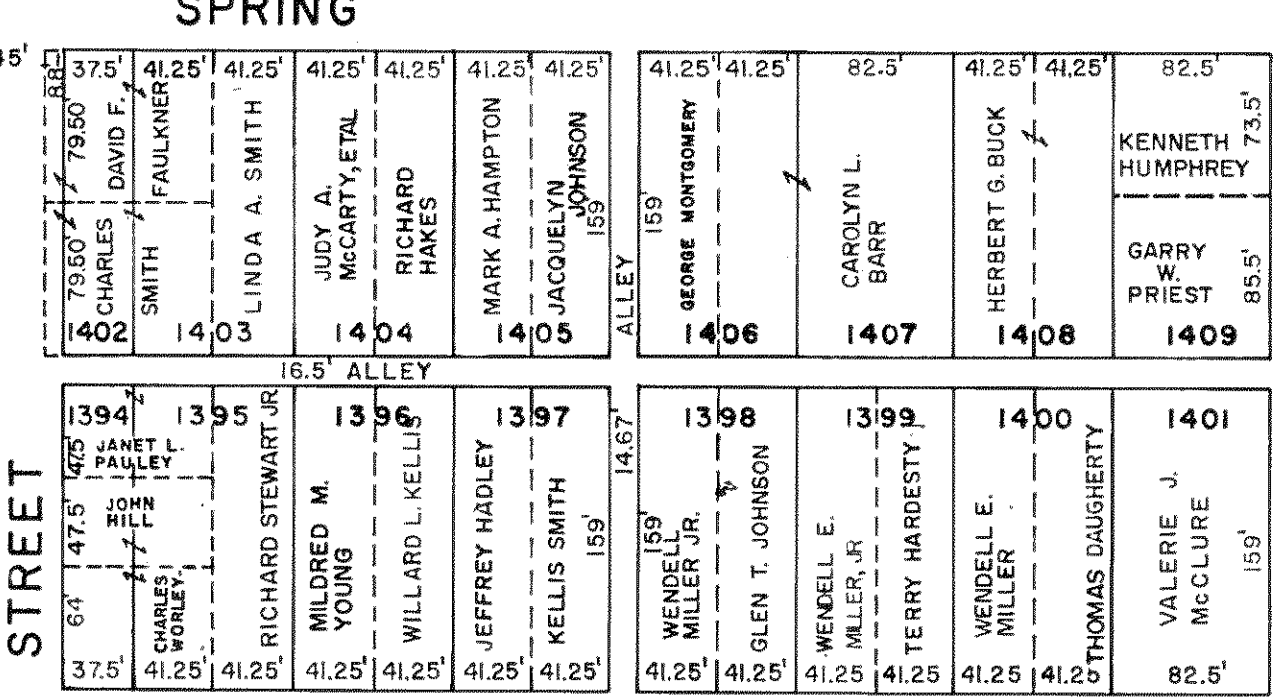 SPRING
45'
8.8
37.5' 41.25' 41.25' 41.25' 41.25' 41.25' 41.25' 41.25' 41.25' 82.5' 41.25' 41.25' 82.5'
79.50'
DAVID F. FAULKNER
79.50'
CHARLES SMITH
LINDA A. SMITH
JUDY A.
McCARTY, ETAL
RICHARD
HAKES
MARK A. HAMPTON
JACQUELYN
JOHNSON
159'
ALLEY
159'
GEORGE MONTGOMERY
CAROLYN L.
BARR
HERBERT G. BUCK
KENNETH
HUMPHREY
73.5'
GARRY
W.
PRIEST
85.5'
1402 1403 1404 1405 1406 1407 1408 1409
16.5' ALLEY
STREET
1394 1395 1396 1397 1398 1399 1400 1401
47.5
JANET L.
PAULEY
47.5'
JOHN
HILL
64'
CHARLES
WORLEY
RICHARD STEWART JR
MILDRED M.
YOUNG
WILLARD L. KELLIS
JEFFREY HADLEY
KELLIS SMITH
159'
14.67'
159'
WENDELL
MILLER JR.
GLEN T. JOHNSON
WENDELL E.
MILLER, JR
TERRY HARDESTY
WENDELL E.
MILLER
THOMAS DAUGHERTY
VALERIE J.
McCLURE
159'
37.5' 41.25' 41.25' 41.25' 41.25' 41.25' 41.25' 41.25' 41.25' 41.25 41.25 41.25 41.25 82.5'